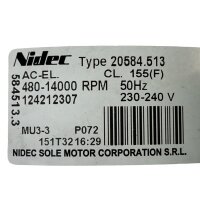 Nidec Type 20584.513
AC-EL. CL. 155(F)
480-14000 RPM 50Hz
124212307 230-240 V
584513.3
MU3-3 P072
151T3216:29
NIDEC SOLE MOTOR CORPORATION S.R.L.